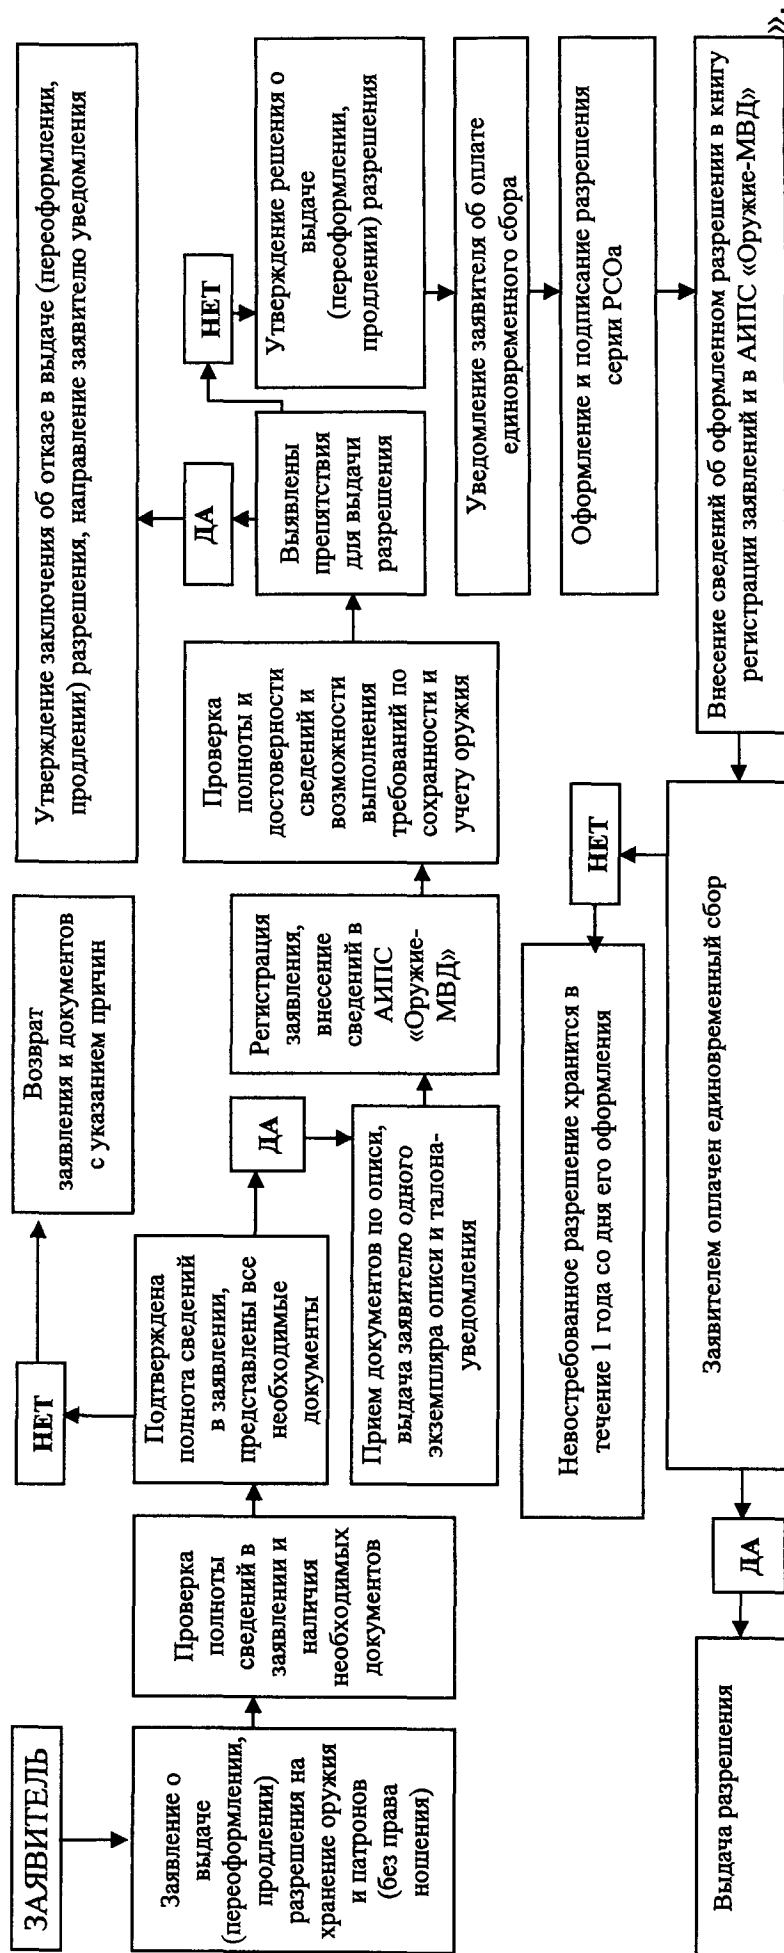 ЗАЯВИТЕЛЬ
Заявление о
выдаче
(переоформлении,
продлении)
разрешения на
хранение оружия
и патронов
(без права
ношения)
Проверка
полноты
сведений в
заявлении и
наличия
необходимых
документов
Подтверждена
полнота сведений
в заявлении,
представлены все
необходимые
документы
НЕТ
Возврат
заявления и документов
с указанием причин
ДА
Прием документов по описи,
выдача заявителю одного
экземпляра описи и талона-
уведомления
Регистрация
заявления,
внесение
сведений в
АИПС
«Оружие-
МВД»
Проверка
полноты и
достоверности
сведений и
возможности
выполнения
требований по
сохранности и
учету оружия
Выявлены
препятствия
для выдачи
разрешения
ДА
Утверждение заключения об отказе в выдаче (переоформлении,
продлении) разрешения, направление заявителю уведомления
НЕТ
Утверждение решения о
выдаче
(переоформлении,
продлении) разрешения
Уведомление заявителя об оплате
единовременного сбора
Оформление и подписание разрешения
серии РСОа
Внесение сведений об оформленном разрешении в книгу
регистрации заявлений и в АИПС «Оружие-МВД»
Заявителем оплачен единовременный сбор
НЕТ
Невостребованное разрешение хранится в
течение 1 года со дня его оформления
ДА
Выдача разрешения
».